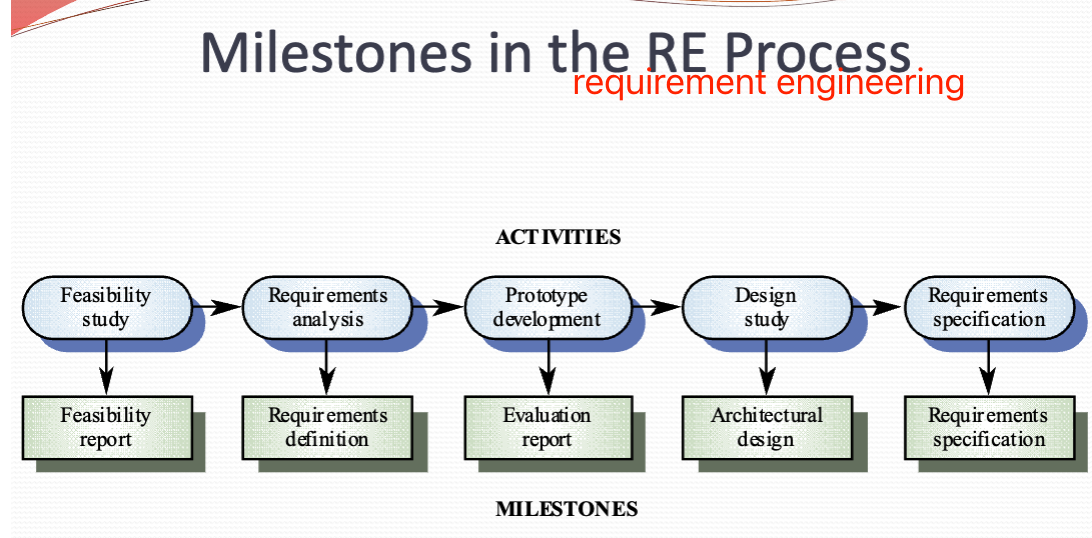 Milestones in the RE Process
requirement engineering
ACTIVITIES
Feasibility
study
Requirements
analysis
Prototype
development
Design
study
Requirements
specification
Feasibility
report
Requirements
definition
Evaluation
report
Architectural
design
Requirements
specification
MILESTONES